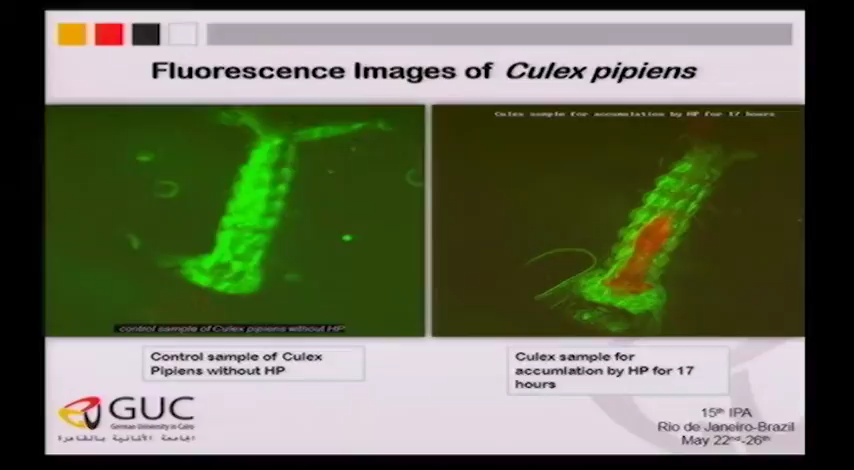 Fluorescence Images of Culex pipiens
Culex sample for accumulation by HP for 17 hours
control sample of Culex pipiens without HP
Control sample of Culex
Pipiens without HP
Culex sample for
accumlation by HP for 17
hours
GUC
German University in Cairo
الجامعة الألمانية بالقاهرة
15th IPA
Rio de Janeiro-Brazil
May 22nd-26th